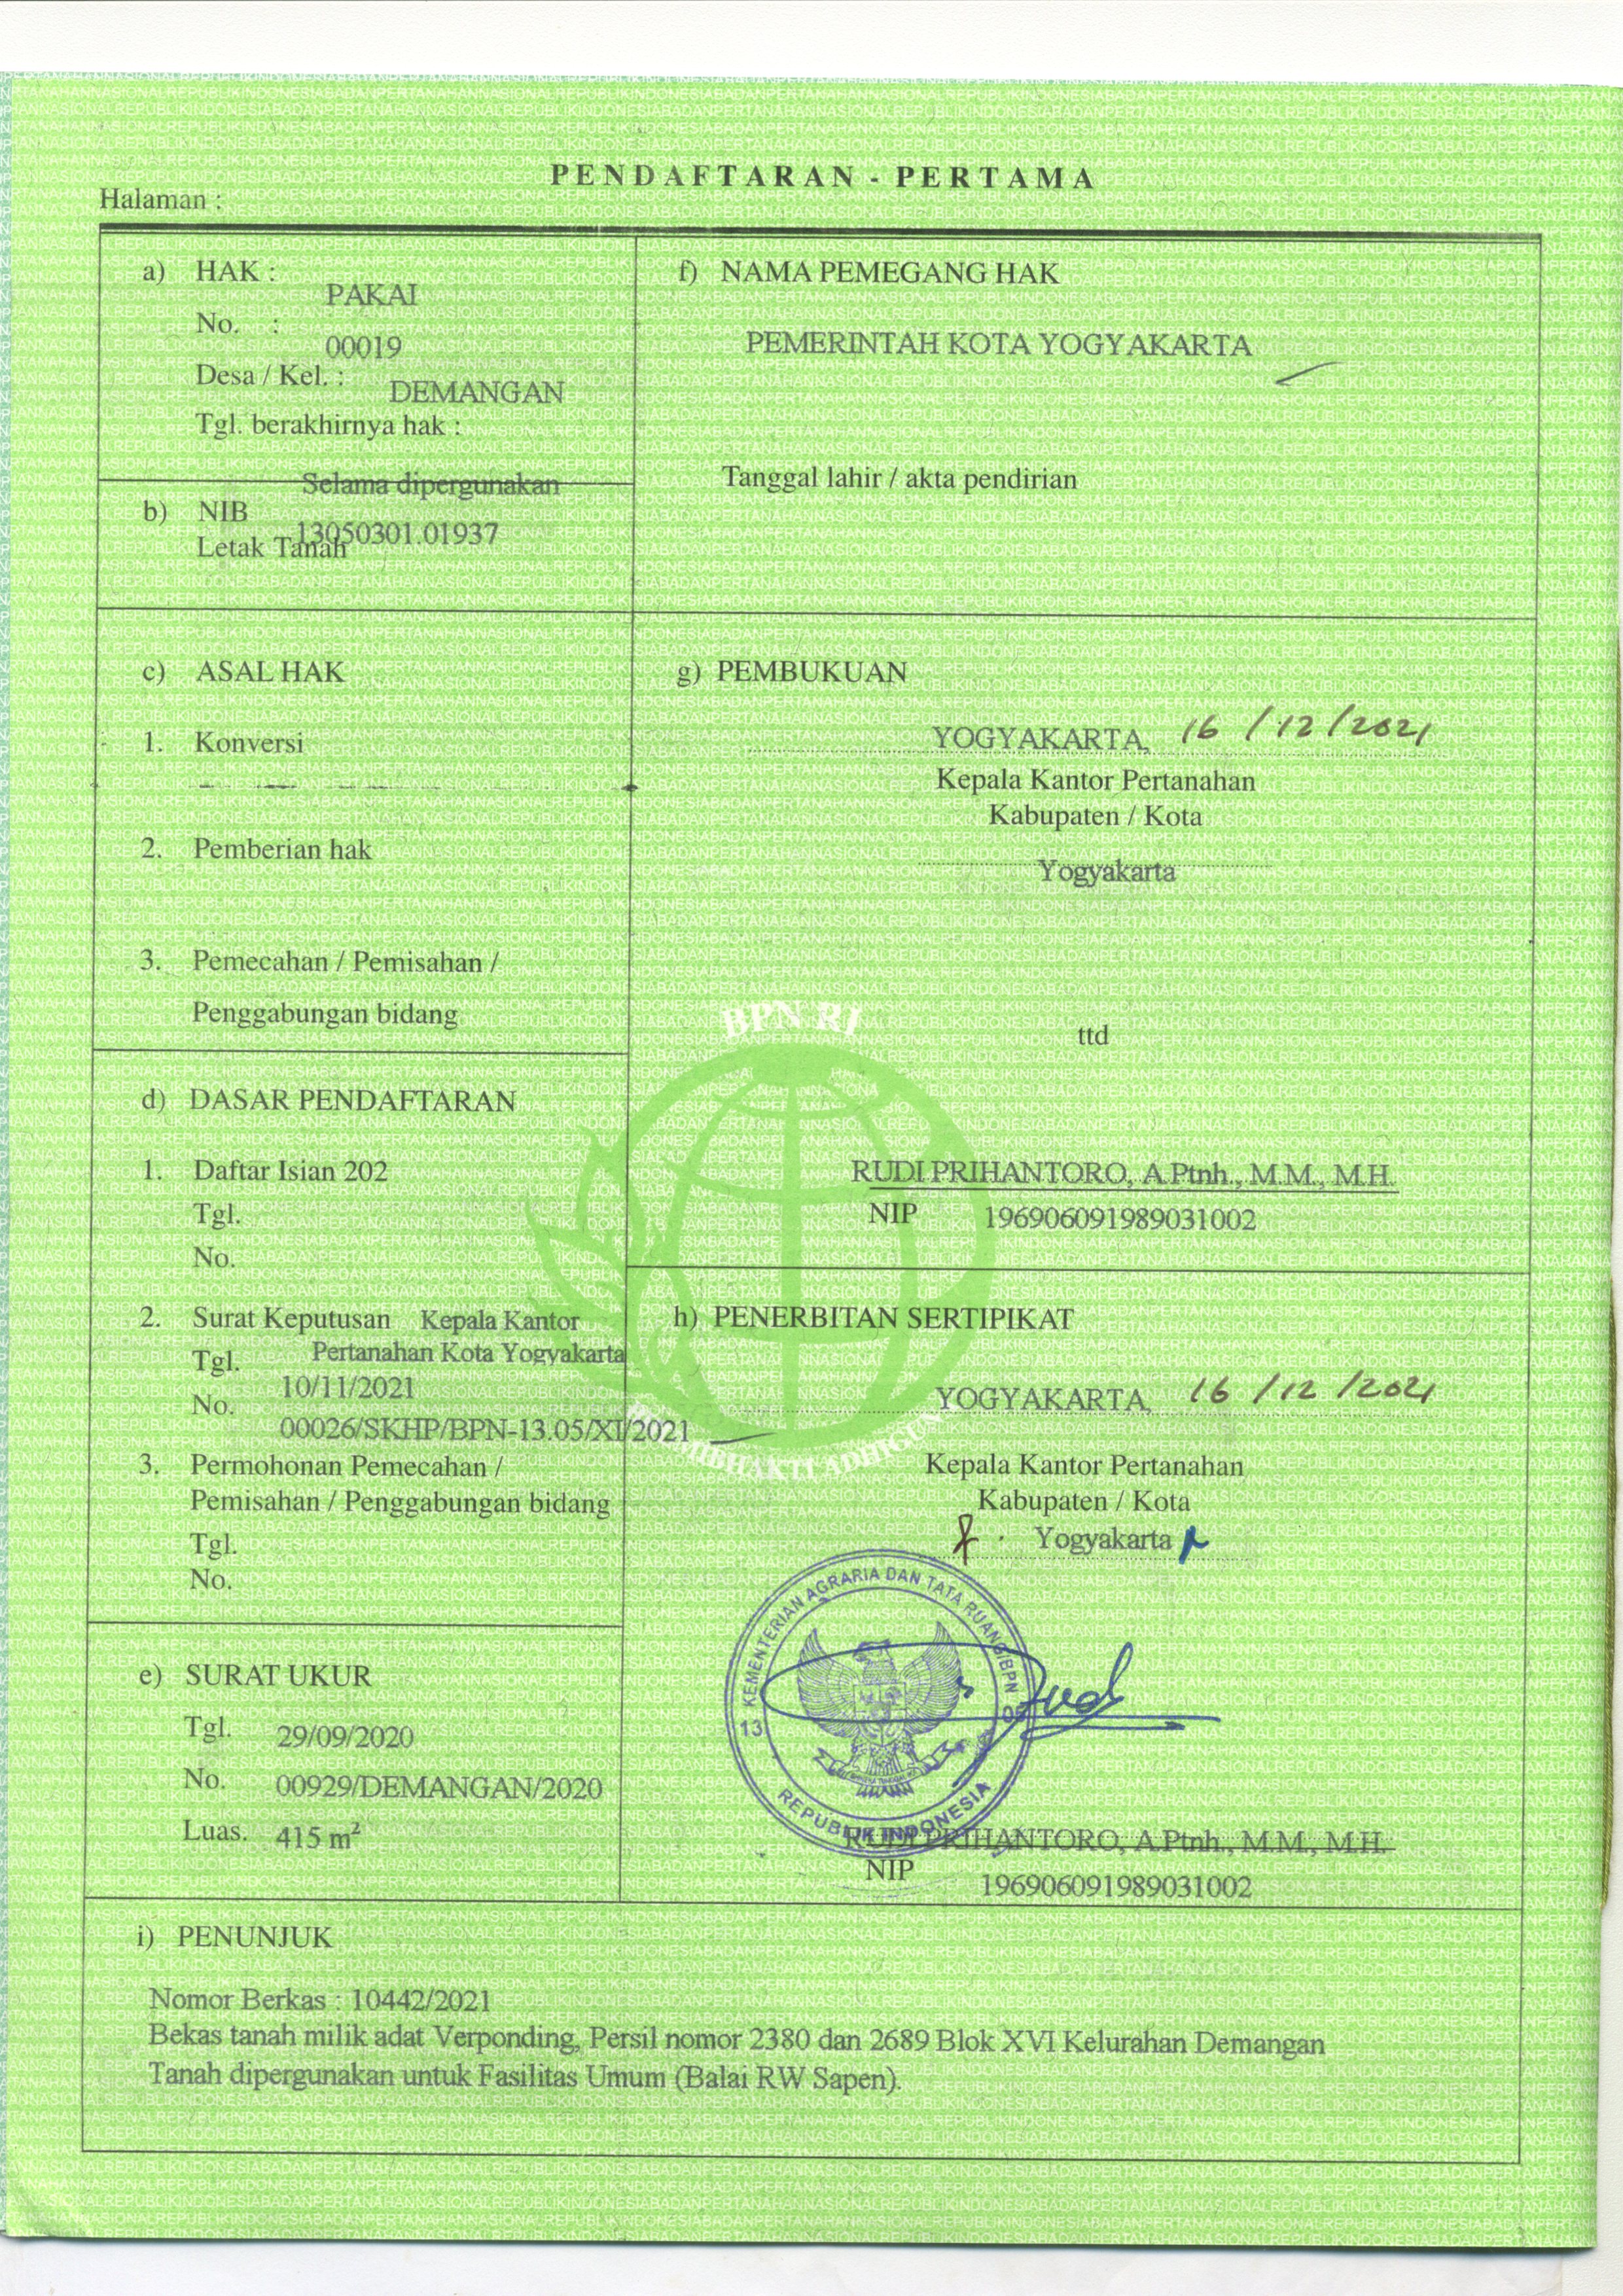 PENDAFTARAN - PERTAMA
Halaman :
a) HAK :
PAKAI
No. :
00019
Desa / Kel. :
DEMANGAN
Tgl. berakhirnya hak :
Selama dipergunakan
b) NIB
13050301.01937
Letak Tanah
f) NAMA PEMEGANG HAK
PEMERINTAH KOTA YOGYAKARTA
Tanggal lahir / akta pendirian
c) ASAL HAK
1. Konversi
2. Pemberian hak
3. Pemecahan / Pemisahan /
Penggabungan bidang
g) PEMBUKUAN
YOGYAKARTA, 16 / 12 / 2021
Kepala Kantor Pertanahan
Kabupaten / Kota
Yogyakarta
ttd
RUDI PRIHANTORO, A.Ptnh., M.M., M.H.
NIP 196906091989031002
BPN RI
d) DASAR PENDAFTARAN
1. Daftar Isian 202
Tgl.
No.
2. Surat Keputusan Kepala Kantor
Pertanahan Kota Yogyakarta
Tgl.
10/11/2021
No.
00026/SKHP/BPN-13.05/XI/2021
3. Permohonan Pemecahan /
Pemisahan / Penggabungan bidang
Tgl.
No.
h) PENERBITAN SERTIPIKAT
YOGYAKARTA, 16 / 12 / 2021
Kepala Kantor Pertanahan
Kabupaten / Kota
Yogyakarta
KEMENTERIAN AGRARIA DAN TATA RUANG/BPN
13
REPUBLIK INDONESIA
RUDI PRIHANTORO, A.Ptnh., M.M., M.H.
NIP
196906091989031002
e) SURAT UKUR
Tgl. 29/09/2020
No. 00929/DEMANGAN/2020
Luas. 415 m²
i) PENUNJUK
Nomor Berkas : 10442/2021
Bekas tanah milik adat Verponding, Persil nomor 2380 dan 2689 Blok XVI Kelurahan Demangan
Tanah dipergunakan untuk Fasilitas Umum (Balai RW Sapen).